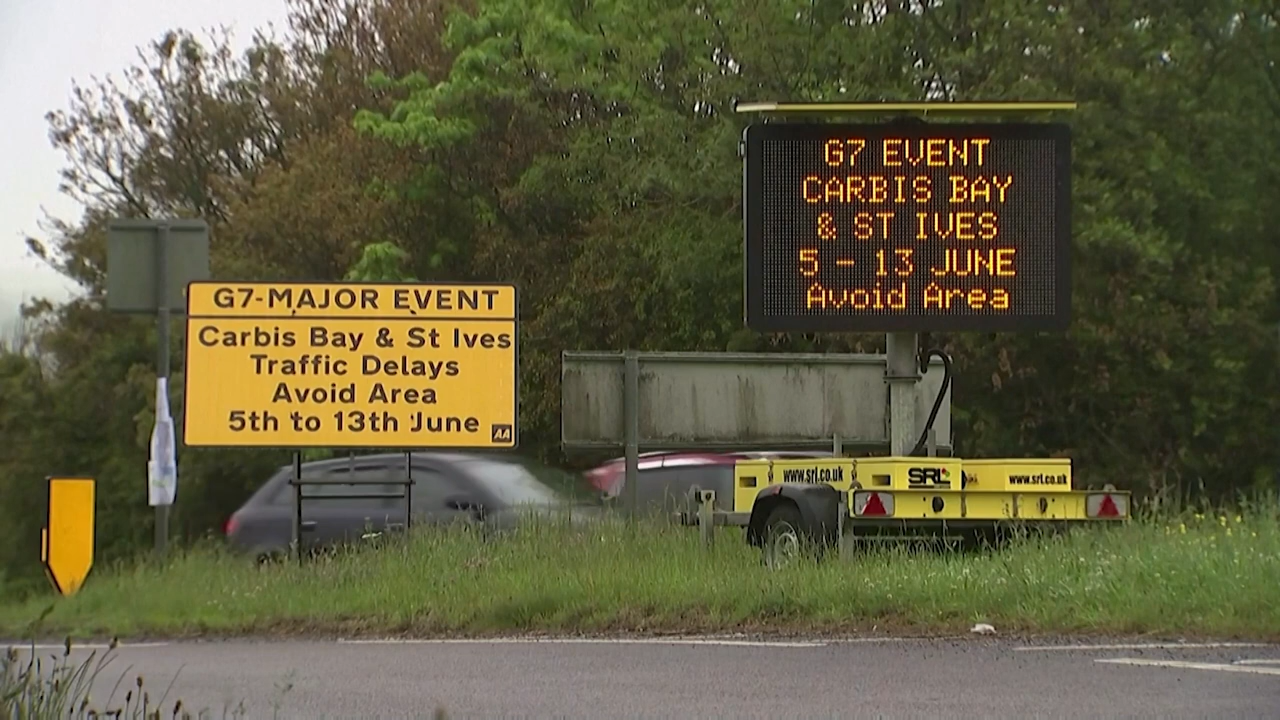 G7-MAJOR EVENT
Carbis Bay & St Ives
Traffic Delays
Avoid Area
5th to 13th June
AA
G7 EVENT
CARBIS BAY
& ST IVES
5 - 13 JUNE
Avoid Area
www.srl.co.uk
SRL
www.srl.co.uk